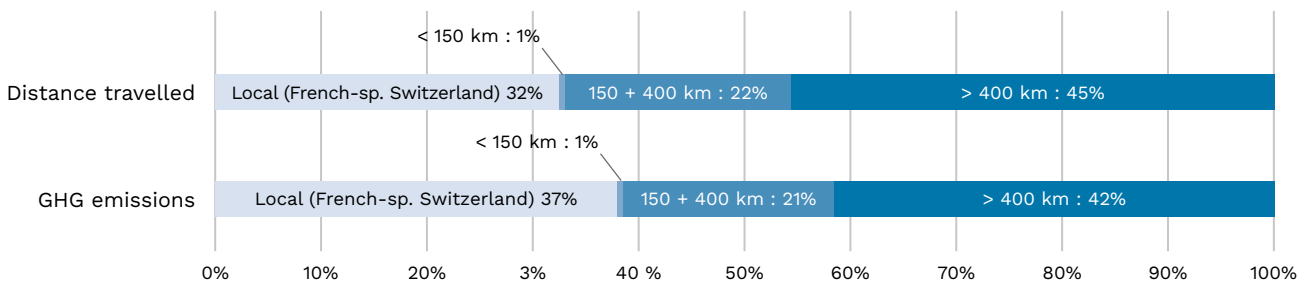 < 150 km : 1%
Distance travelled
Local (French-sp. Switzerland) 32%
150 + 400 km : 22%
> 400 km : 45%
< 150 km : 1%
GHG emissions
Local (French-sp. Switzerland) 37%
150 + 400 km : 21%
> 400 km : 42%
0% 10% 20% 3% 40 % 50% 60% 70% 80% 90% 100%